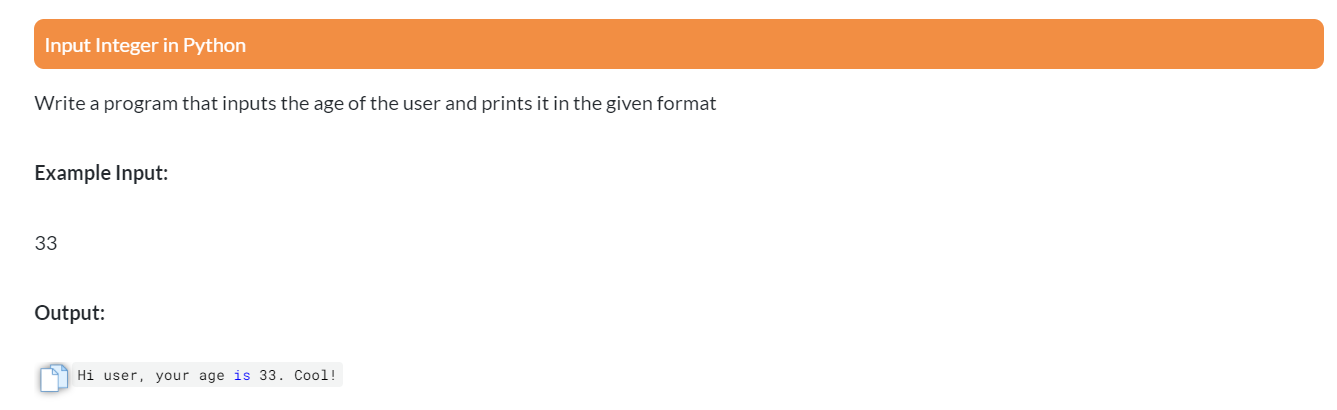 Input Integer in Python
Write a program that inputs the age of the user and prints it in the given format
Example Input:
33
Output:
Hi user, your age is 33. Cool!